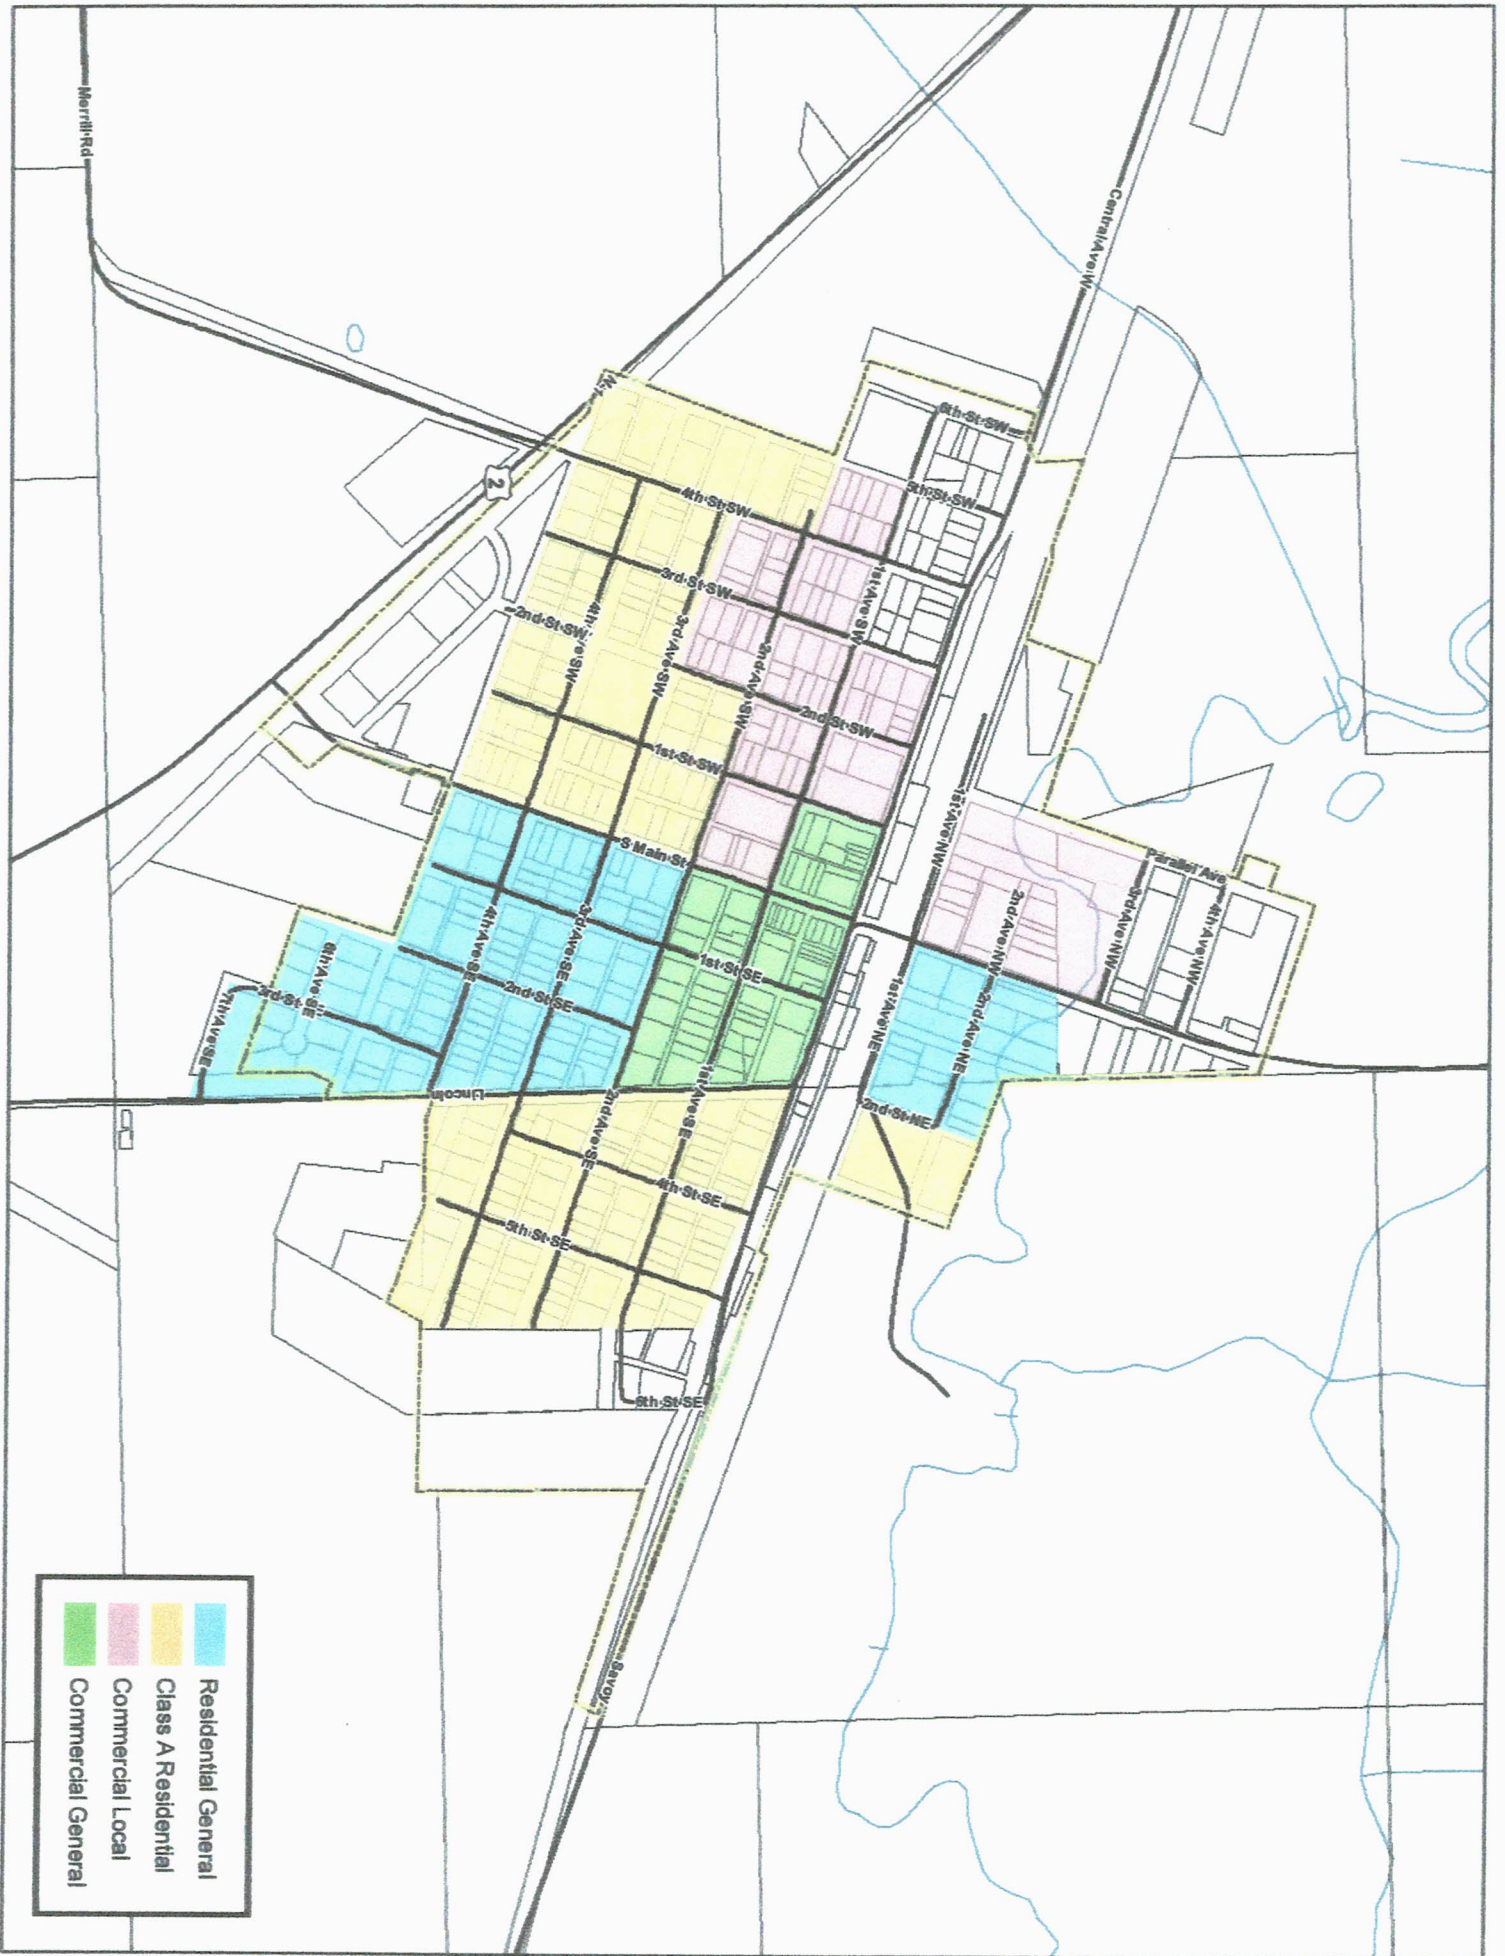 Merrill Rd
Central Ave W
6th St SW
5th St SW
4th St SW
1st Ave SW
3rd St SW
2nd St SW
3rd Ave SW
2nd Ave SW
2nd St SW
1st St SW
2
S Main St
1st Ave NW
2nd Ave NW
3rd Ave NW
4th Ave NW
Parallel Ave
1st Ave NE
2nd Ave NE
2nd Ave NE
2nd St NE
1st St SE
2nd St SE
3rd Ave SE
4th Ave SE
3rd St SE
6th Ave SE
7th Ave SE
Lincoln
1st Ave SE
2nd Ave SE
4th St SE
5th St SE
6th St SE
Savoy
Residential General
Class A Residential
Commercial Local
Commercial General